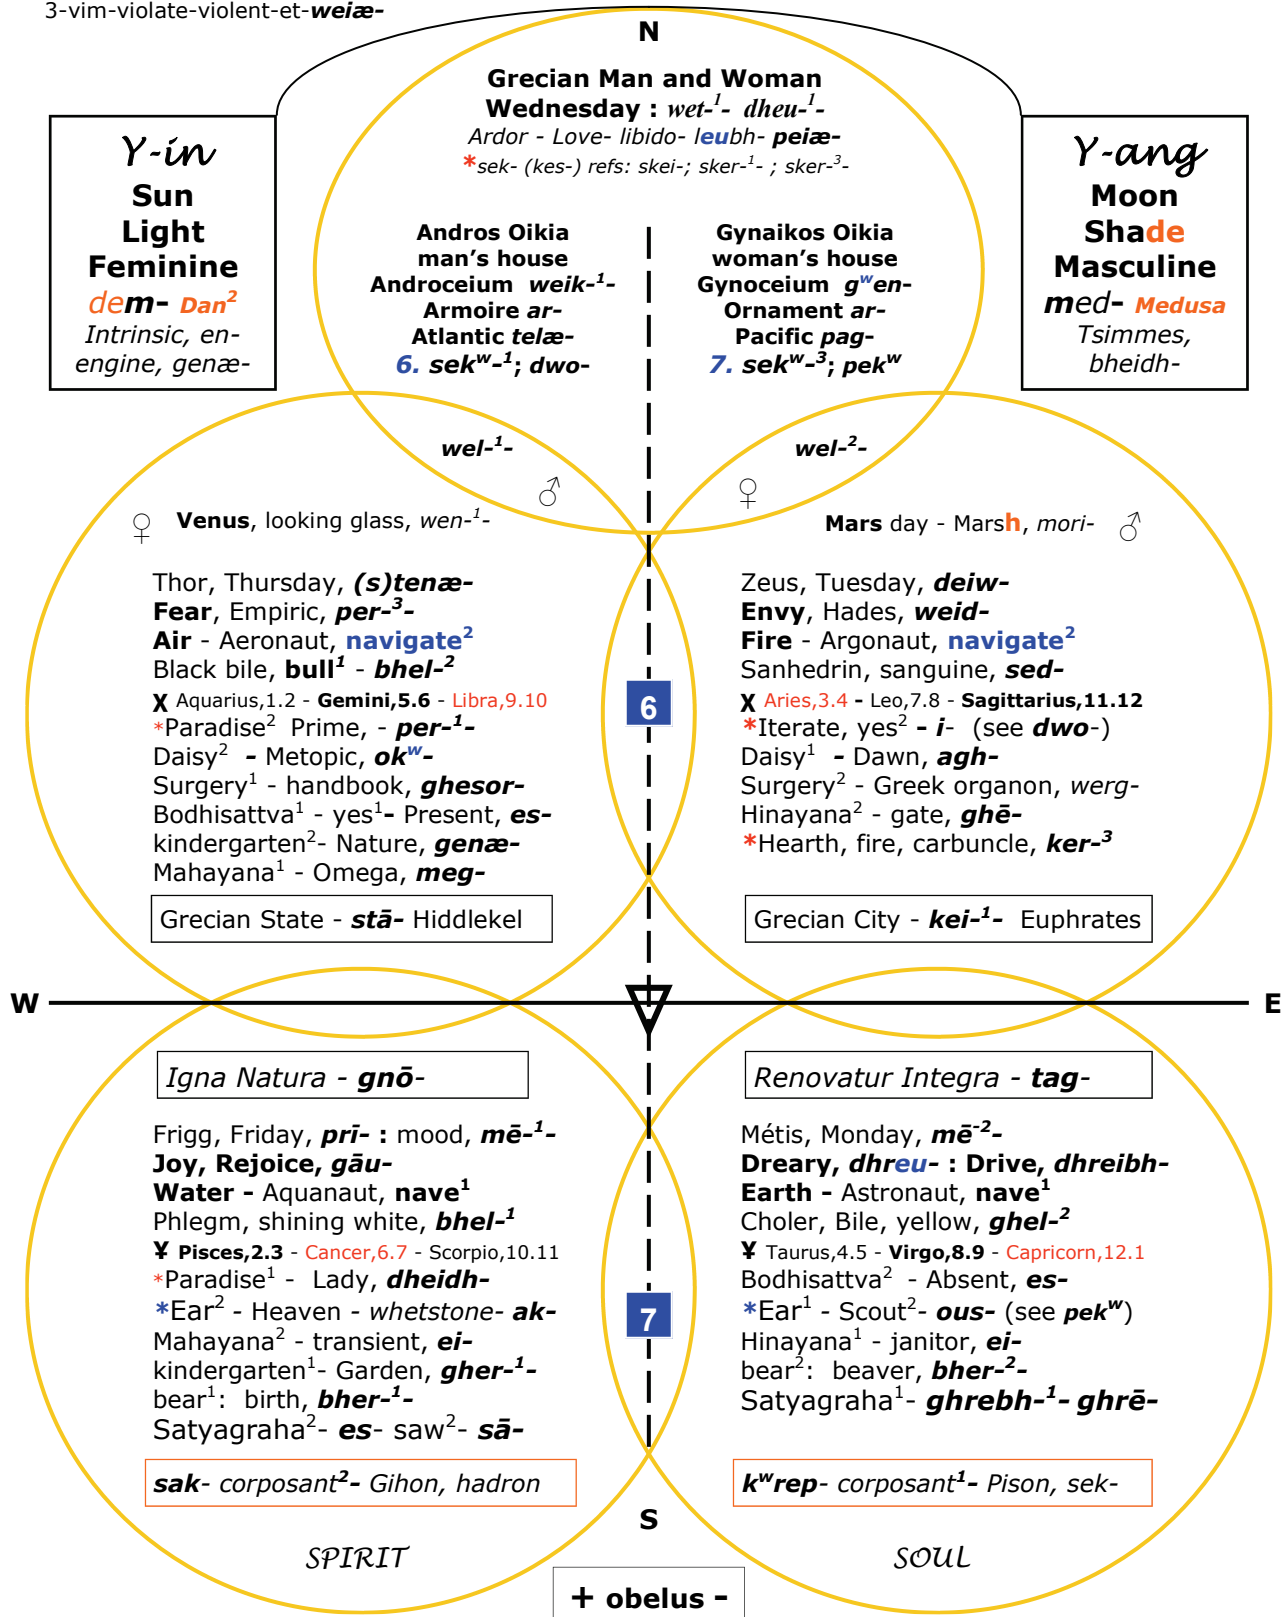 3-vim-violate-violent-et-weiæ-
N
Grecian Man and Woman
Wednesday : wet-¹- dheu-¹-
Ardor - Love- libido- leubh- peiæ-
*sek- (kes-) refs: skei-; sker-¹- ; sker-³-
Y-in
Sun
Light
Feminine
dem- Dan²
Intrinsic, en-
engine, genæ-
Y-ang
Moon
Shade
Masculine
med- Medusa
Tsimmes,
bheidh-
Andros Oikia
man's house
Androceium weik-¹-
Armoire ar-
Atlantic telæ-
6. sekʷ-¹; dwo-
Gynaikos Oikia
woman's house
Gynoceium gʷen-
Ornament ar-
Pacific pag-
7. sekʷ-³; pekʷ
wel-¹-
wel-²-
♂
♀
♀ Venus, looking glass, wen-¹-
Mars day - Marsh, mori- ♂
Thor, Thursday, (s)tenæ-
Fear, Empiric, per-³-
Air - Aeronaut, navigate²
Black bile, bull¹ - bhel-²
χ Aquarius,1.2 - Gemini,5.6 - Libra,9.10
*Paradise² Prime, - per-¹-
Daisy² - Metopic, okʷ-
Surgery¹ - handbook, ghesor-
Bodhisattva¹ - yes¹- Present, es-
kindergarten²- Nature, genæ-
Mahayana¹ - Omega, meg-
Grecian State - stā- Hiddlekel
6
Zeus, Tuesday, deiw-
Envy, Hades, weid-
Fire - Argonaut, navigate²
Sanhedrin, sanguine, sed-
χ Aries,3.4 - Leo,7.8 - Sagittarius,11.12
*Iterate, yes² - i- (see dwo-)
Daisy¹ - Dawn, agh-
Surgery² - Greek organon, werg-
Hinayana² - gate, ghē-
*Hearth, fire, carbuncle, ker-³
Grecian City - kei-¹- Euphrates
W
E
Igna Natura - gnō-
Renovatur Integra - tag-
Frigg, Friday, prī- : mood, mē-¹-
Joy, Rejoice, gāu-
Water - Aquanaut, nave¹
Phlegm, shining white, bhel-¹
¥ Pisces,2.3 - Cancer,6.7 - Scorpio,10.11
*Paradise¹ - Lady, dheidh-
*Ear² - Heaven - whetstone- ak-
Mahayana² - transient, ei-
kindergarten¹- Garden, gher-¹-
bear¹: birth, bher-¹-
Satyagraha²- es- saw²- sā-
sak- corposant²- Gihon, hadron
7
Métis, Monday, mē-²-
Dreary, dhreu- : Drive, dhreibh-
Earth - Astronaut, nave¹
Choler, Bile, yellow, ghel-²
¥ Taurus,4.5 - Virgo,8.9 - Capricorn,12.1
Bodhisattva² - Absent, es-
*Ear¹ - Scout²- ous- (see pekʷ)
Hinayana¹ - janitor, ei-
bear²: beaver, bher-²-
Satyagraha¹- ghrebh-¹- ghrē-
kʷrep- corposant¹- Pison, sek-
S
SPIRIT
SOUL
+ obelus -